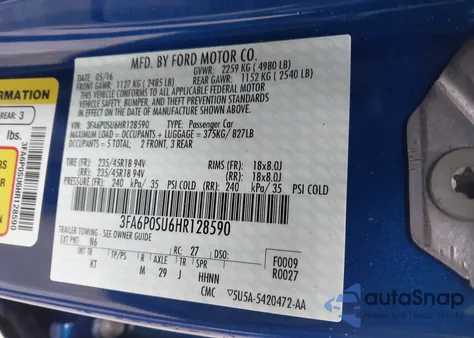 MFD. BY FORD MOTOR CO.
DATE: 05/16 GVWR: 2259 KG ( 4980 LB)
FRONT GAWR: 1127 KG ( 2485 LB) REAR GAWR: 1152 KG ( 2540 LB)
THIS VEHICLE CONFORMS TO ALL APPLICABLE FEDERAL MOTOR
VEHICLE SAFETY, BUMPER, AND THEFT PREVENTION STANDARDS
IN EFFECT ON THE DATE OF MANUFACTURE SHOWN ABOVE.
VIN: 3FA6P0SU6HR128590 TYPE: Passenger Car
MAXIMUM LOAD = OCCUPANTS + LUGGAGE = 375KG/ 827LB
OCCUPANTS = 5 TOTAL: 2 FRONT, 3 REAR
TIRE (FR): 235/45R18 94V RIMS (FR): 18x8.0J
(RR): 235/45R18 94V (RR): 18x8.0J
PRESSURE (FR): 240 kPa/ 35 PSI COLD (RR): 240 kPa/ 35 PSI COLD
3FA6P0SU6HR128590
TRAILER TOWING - SEE OWNER GUIDE
EXT PNT: N6 RC: 27 DSO: F0009
INT TR TP/PS R AXLE TR SPR R0027
KT M 29 J HHNN
CMC 5U5A-5420472-AA
FORMATION
REAR: 3
lbs.
3FA6P0SU6HR128590
autoSnap